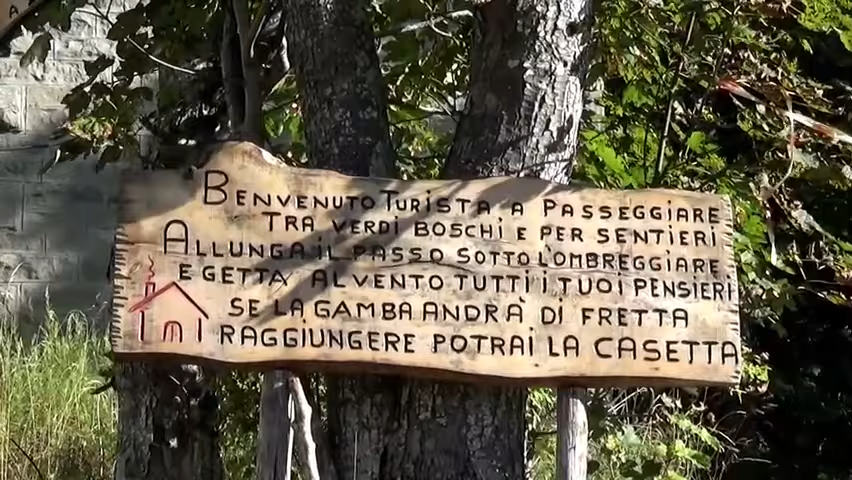 BENVENUTO TURISTA A PASSEGGIARE
TRA VERDI BOSCHI E PER SENTIERI
ALLUNGA IL PASSO SOTTO L'OMBREGGIARE
E GETTA AL VENTO TUTTI I TUOI PENSIERI
SE LA GAMBA ANDRÀ DI FRETTA
RAGGIUNGERE POTRAI LA CASETTA